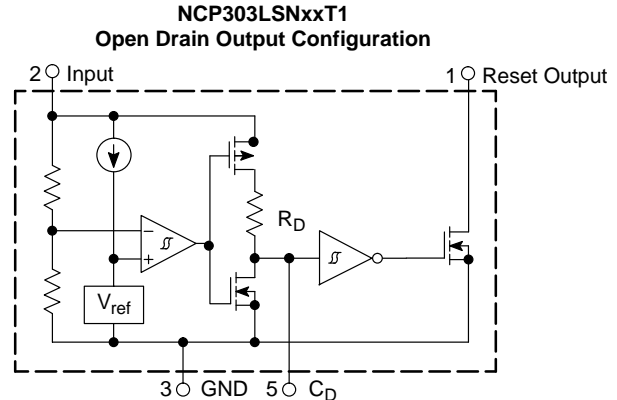 NCP303LSNxxT1
Open Drain Output Configuration
2 Input
1 Reset Output
R_D
−
+
V_ref
3 GND
5 C_D